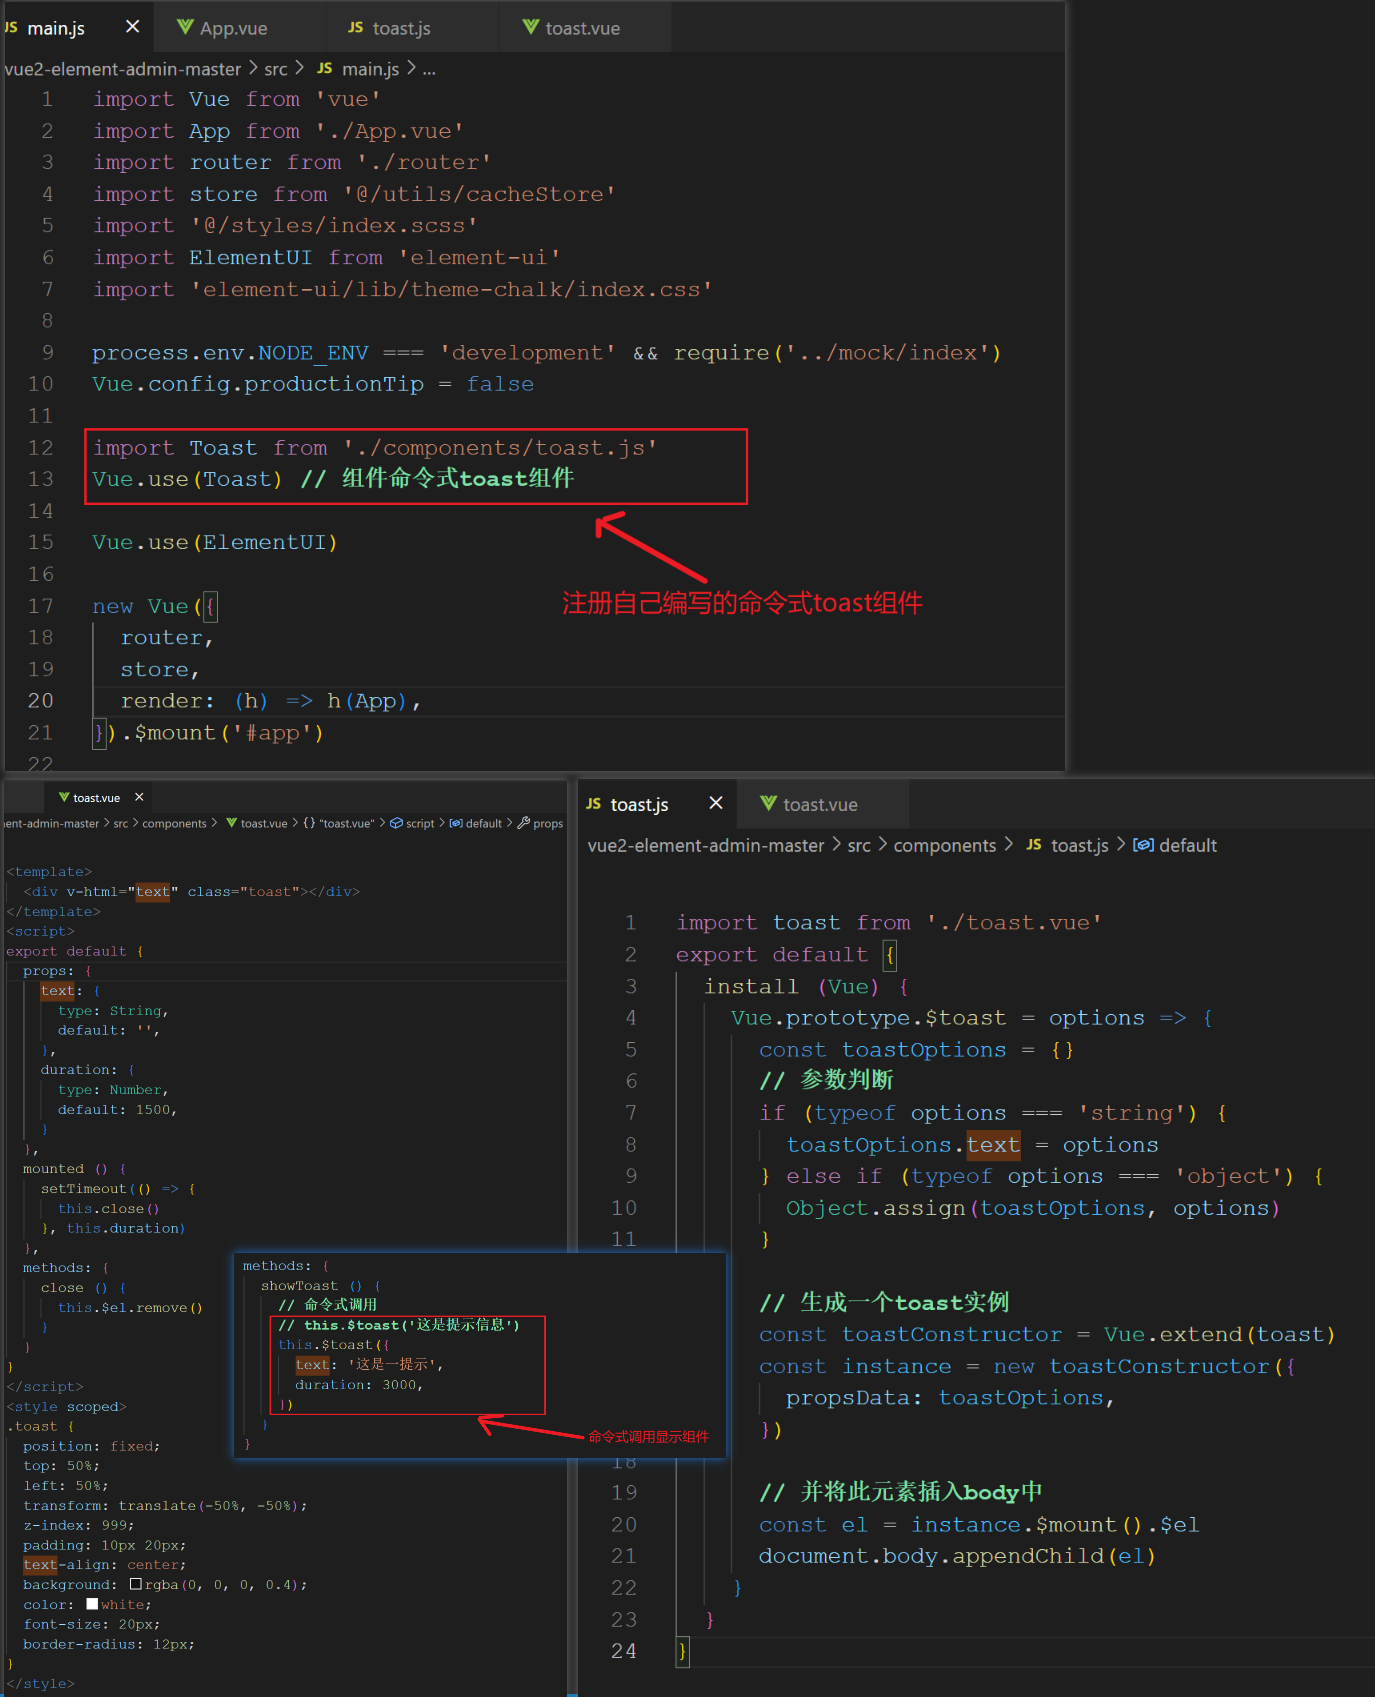 JS main.js × App.vue JS toast.js toast.vue
vue2-element-admin-master > src > JS main.js > ...
1 import Vue from 'vue'
2 import App from './App.vue'
3 import router from './router'
4 import store from '@/utils/cacheStore'
5 import '@/styles/index.scss'
6 import ElementUI from 'element-ui'
7 import 'element-ui/lib/theme-chalk/index.css'
8
9 process.env.NODE_ENV === 'development' && require('../mock/index')
10 Vue.config.productionTip = false
11
12 import Toast from './components/toast.js'
13 Vue.use(Toast) // 组件命令式toast组件
14
15 Vue.use(ElementUI)
16
注册自己编写的命令式toast组件
17 new Vue({
18 router,
19 store,
20 render: (h) => h(App),
21 }).$mount('#app')
22
toast.vue ×
ent-admin-master > src > components > toast.vue > {} "toast.vue" > script > default > props
<template>
<div v-html="text" class="toast"></div>
</template>
<script>
export default {
props: {
text: {
type: String,
default: '',
},
duration: {
type: Number,
default: 1500,
}
},
mounted () {
setTimeout(() => {
this.close()
}, this.duration)
},
methods: {
close () {
this.$el.remove()
}
}
}
</script>
<style scoped>
.toast {
position: fixed;
top: 50%;
left: 50%;
transform: translate(-50%, -50%);
z-index: 999;
padding: 10px 20px;
text-align: center;
background: rgba(0, 0, 0, 0.4);
color: white;
font-size: 20px;
border-radius: 12px;
}
</style>
methods: {
showToast () {
// 命令式调用
// this.$toast('这是提示信息')
this.$toast({
text: '这是一提示',
duration: 3000,
})
}
}
命令式调用显示组件
JS toast.js × toast.vue
vue2-element-admin-master > src > components > JS toast.js > default
1 import toast from './toast.vue'
2 export default {
3 install (Vue) {
4 Vue.prototype.$toast = options => {
5 const toastOptions = {}
6 // 参数判断
7 if (typeof options === 'string') {
8 toastOptions.text = options
9 } else if (typeof options === 'object') {
10 Object.assign(toastOptions, options)
11 }
// 生成一个toast实例
const toastConstructor = Vue.extend(toast)
const instance = new toastConstructor({
propsData: toastOptions,
})
18
19 // 并将此元素插入body中
20 const el = instance.$mount().$el
21 document.body.appendChild(el)
22 }
23 }
24 }